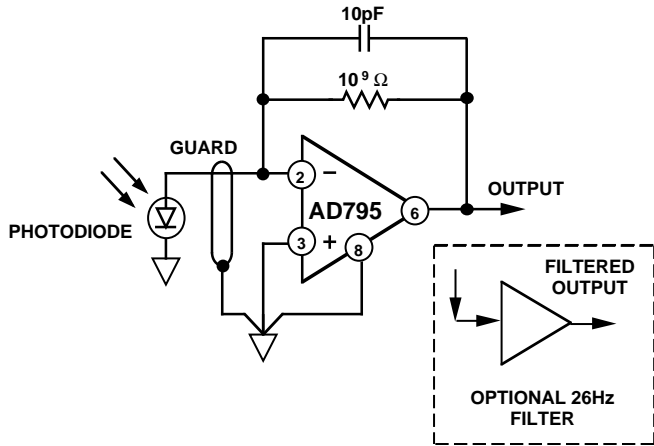 10pF
10⁹ Ω
GUARD
2
−
AD795
3
+
8
6
OUTPUT
PHOTODIODE
FILTERED
OUTPUT
OPTIONAL 26Hz
FILTER